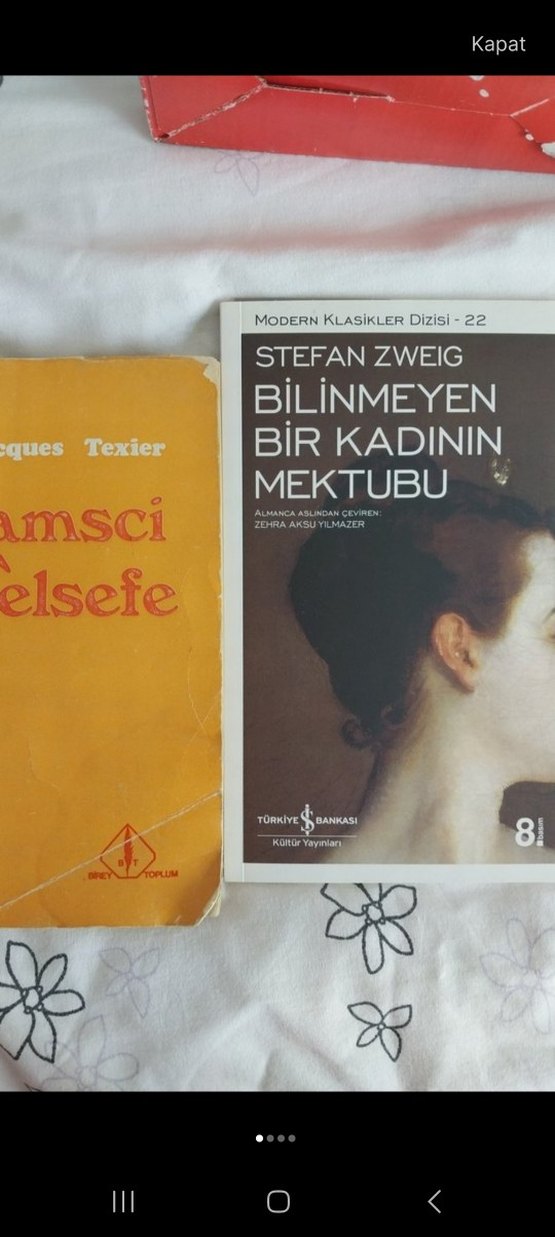 Kapat
cques Texier
amsci
elsefe
BİREY B T TOPLUM
MODERN KLASİKLER DİZİSİ - 22
STEFAN ZWEIG
BİLİNMEYEN
BİR KADININ
MEKTUBU
ALMANCA ASLINDAN ÇEVİREN:
ZEHRA AKSU YILMAZER
TÜRKİYE İŞ BANKASI
Kültür Yayınları
8.basım